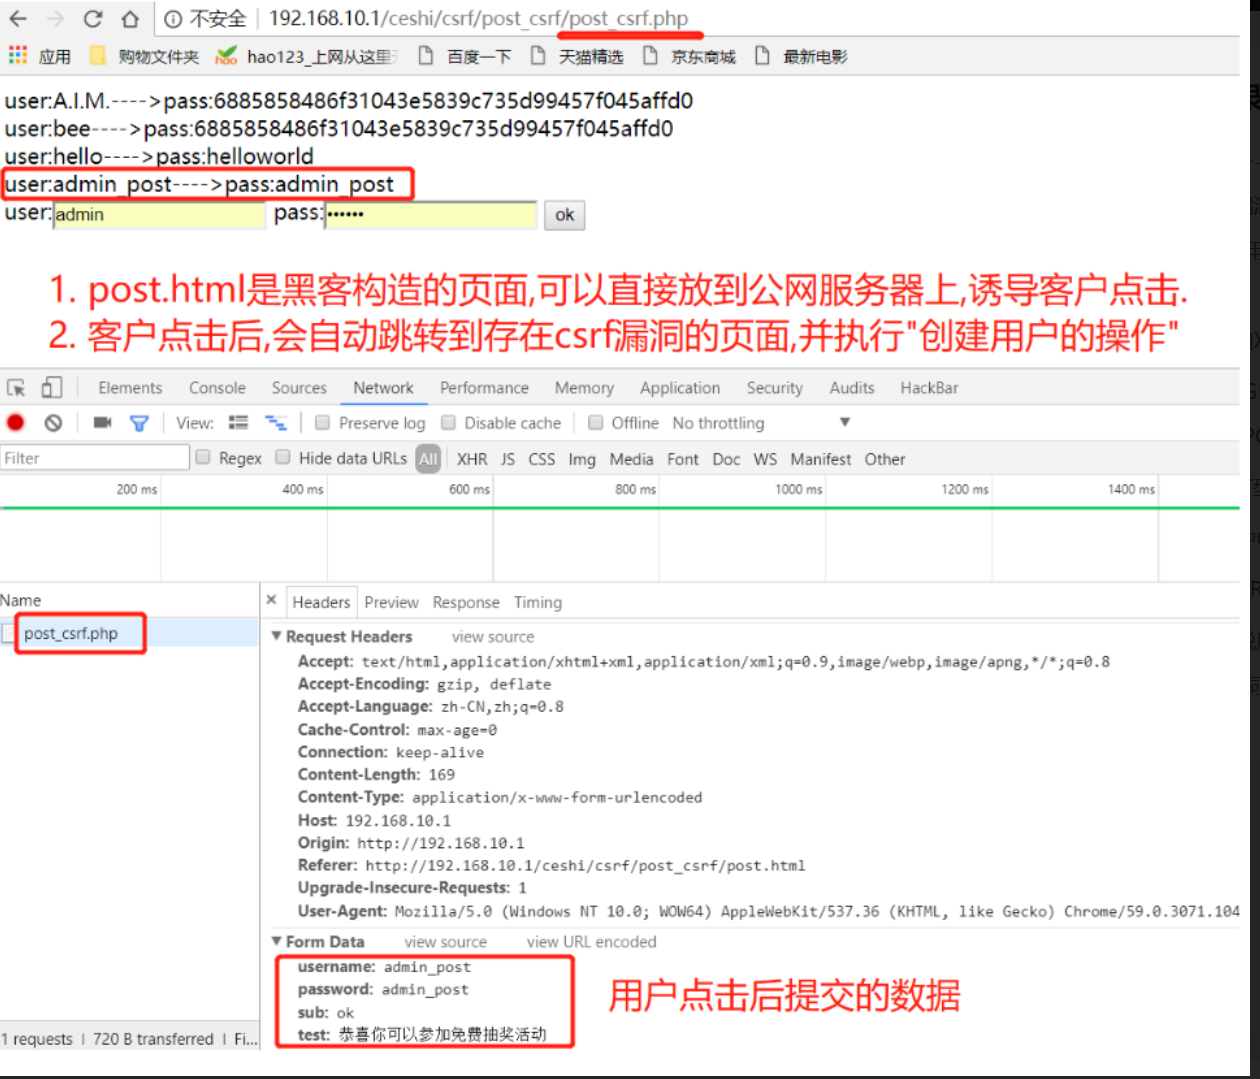 不安全 192.168.10.1/ceshi/csrf/post_csrf/post_csrf.php
应用 购物文件夹 hao123_上网从这里 百度一下 天猫精选 京东商城 最新电影
user:A.I.M.---->pass:6885858486f31043e5839c735d99457f045affd0
user:bee---->pass:6885858486f31043e5839c735d99457f045affd0
user:hello---->pass:helloworld
user:admin_post---->pass:admin_post
user:admin pass:•••••• ok
1. post.html是黑客构造的页面,可以直接放到公网服务器上,诱导客户点击.
2. 客户点击后,会自动跳转到存在csrf漏洞的页面,并执行"创建用户的操作"
Elements Console Sources Network Performance Memory Application Security Audits HackBar
View: Preserve log Disable cache Offline No throttling
Filter Regex Hide data URLs All XHR JS CSS Img Media Font Doc WS Manifest Other
200 ms 400 ms 600 ms 800 ms 1000 ms 1200 ms 1400 ms
Name
post_csrf.php
× Headers Preview Response Timing
Request Headers view source
Accept: text/html,application/xhtml+xml,application/xml;q=0.9,image/webp,image/apng,*/*;q=0.8
Accept-Encoding: gzip, deflate
Accept-Language: zh-CN,zh;q=0.8
Cache-Control: max-age=0
Connection: keep-alive
Content-Length: 169
Content-Type: application/x-www-form-urlencoded
Host: 192.168.10.1
Origin: http://192.168.10.1
Referer: http://192.168.10.1/ceshi/csrf/post_csrf/post.html
Upgrade-Insecure-Requests: 1
User-Agent: Mozilla/5.0 (Windows NT 10.0; WOW64) AppleWebKit/537.36 (KHTML, like Gecko) Chrome/59.0.3071.104
Form Data view source view URL encoded
username: admin_post
password: admin_post
sub: ok
test: 恭喜你可以参加免费抽奖活动
用户点击后提交的数据
1 requests | 720 B transferred | Fi...